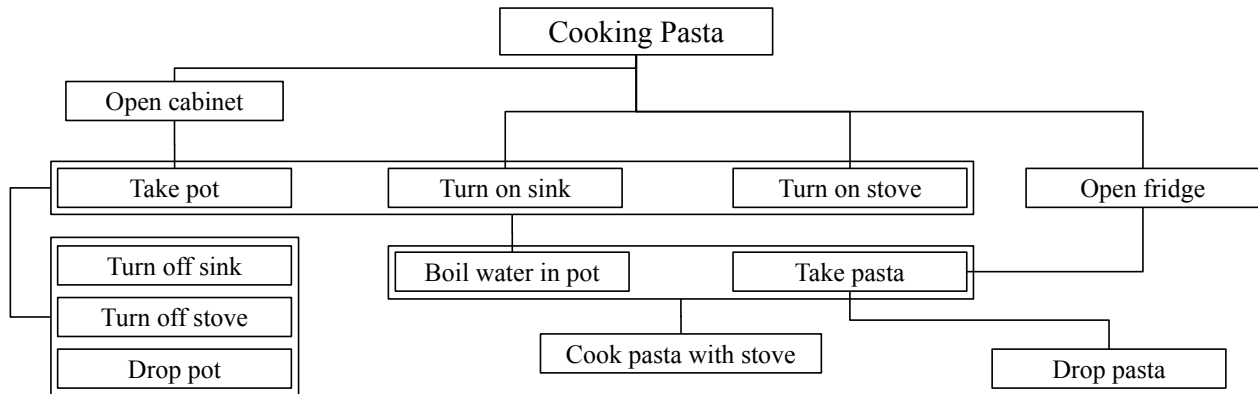 Cooking Pasta
Open cabinet
Take pot
Turn on sink
Turn on stove
Open fridge
Turn off sink
Boil water in pot
Take pasta
Turn off stove
Cook pasta with stove
Drop pot
Drop pasta